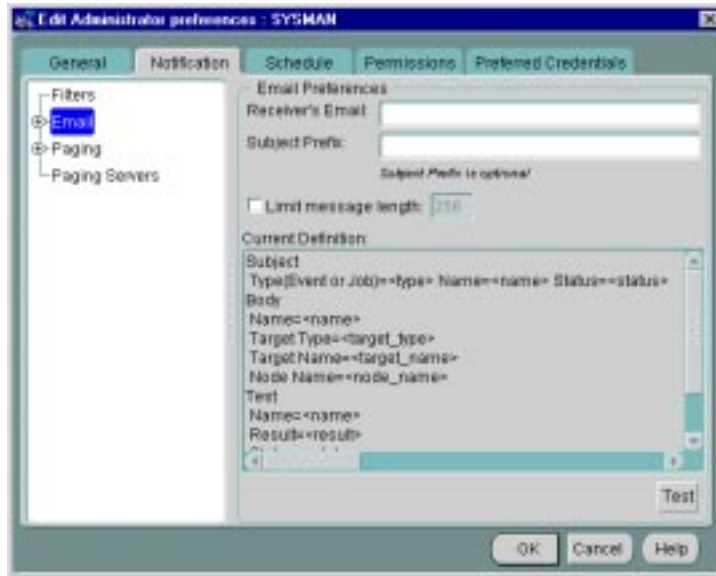 Edit Administrator preferences : SYSMAN
General Notification Schedule Permissions Preferred Credentials
Filters
Email
Paging
Paging Servers
Email Preferences
Receiver's Email:
Subject Prefix:
Subject Prefix is optional
Limit message length: 256
Current Definition:
Subject
Type(Event or Job)=<type> Name=<name> Status=<status>
Body
Name=<name>
Target Type=<target_type>
Target Name=<target_name>
Node Name=<node_name>
Test
Name=<name>
Result=<result>
Test
OK Cancel Help